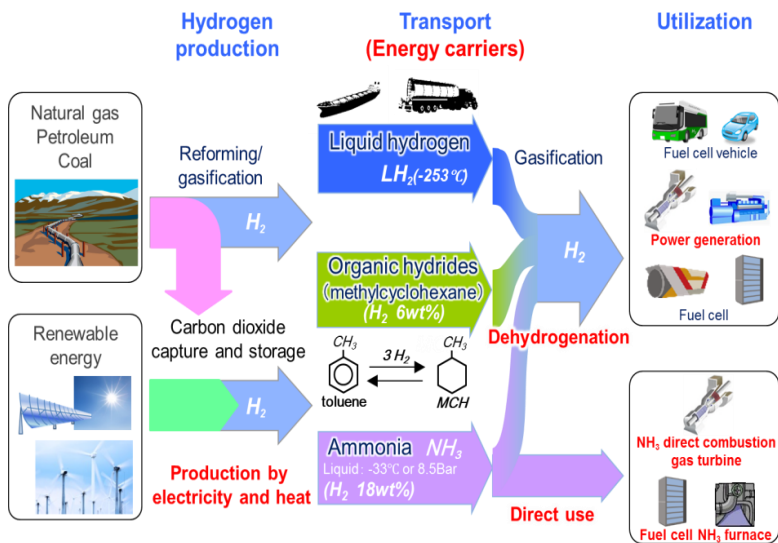 Hydrogen
production
Transport
(Energy carriers)
Utilization
Natural gas
Petroleum
Coal
Reforming/
gasification
H₂
Liquid hydrogen
LH₂(-253℃)
Gasification
Fuel cell vehicle
Power generation
Fuel cell
H₂
Organic hydrides
(methylcyclohexane)
(H₂ 6wt%)
Dehydrogenation
Renewable
energy
Carbon dioxide
capture and storage
H₂
CH₃
3H₂
CH₃
toluene
MCH
Production by
electricity and heat
Ammonia NH₃
Liquid: -33℃ or 8.5Bar
(H₂ 18wt%)
Direct use
NH₃ direct combustion
gas turbine
Fuel cell NH₃ furnace